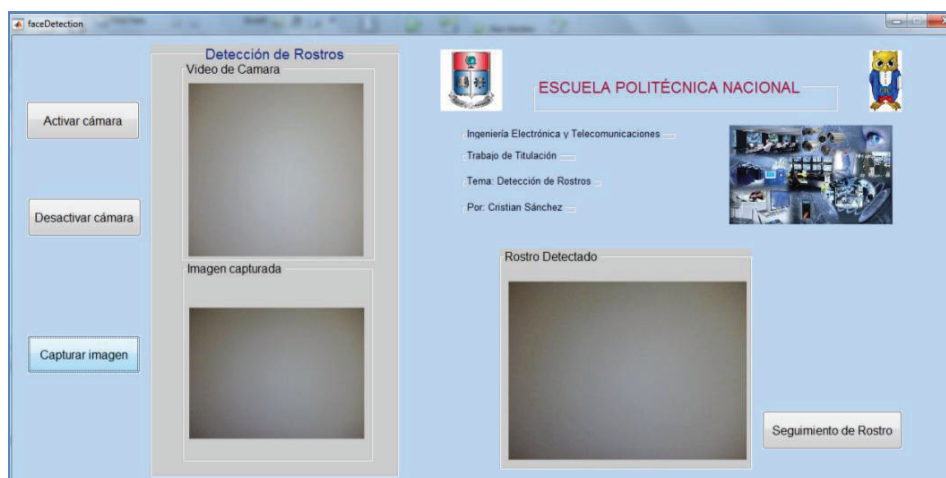 faceDetection
Detección de Rostros
Video de Camara
Activar cámara
Desactivar cámara
Imagen capturada
Capturar imagen
ESCUELA POLITÉCNICA NACIONAL
Ingeniería Electrónica y Telecomunicaciones
Trabajo de Titulación
Tema: Detección de Rostros
Por: Cristian Sánchez
Rostro Detectado
Seguimiento de Rostro